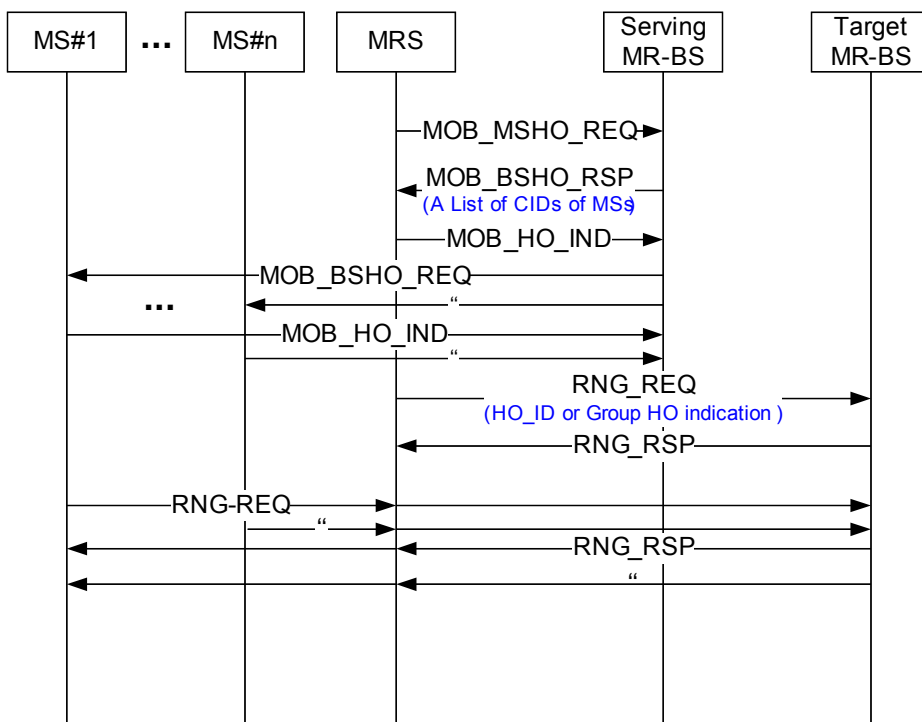 MS#1
...
MS#n
MRS
Serving
MR-BS
Target
MR-BS
MOB_MSHO_REQ
MOB_BSHO_RSP
(A List of CIDs of MSs)
MOB_HO_IND
MOB_BSHO_REQ
...
“
MOB_HO_IND
“
RNG_REQ
(HO_ID or Group HO indication )
RNG_RSP
RNG-REQ
“
RNG_RSP
“